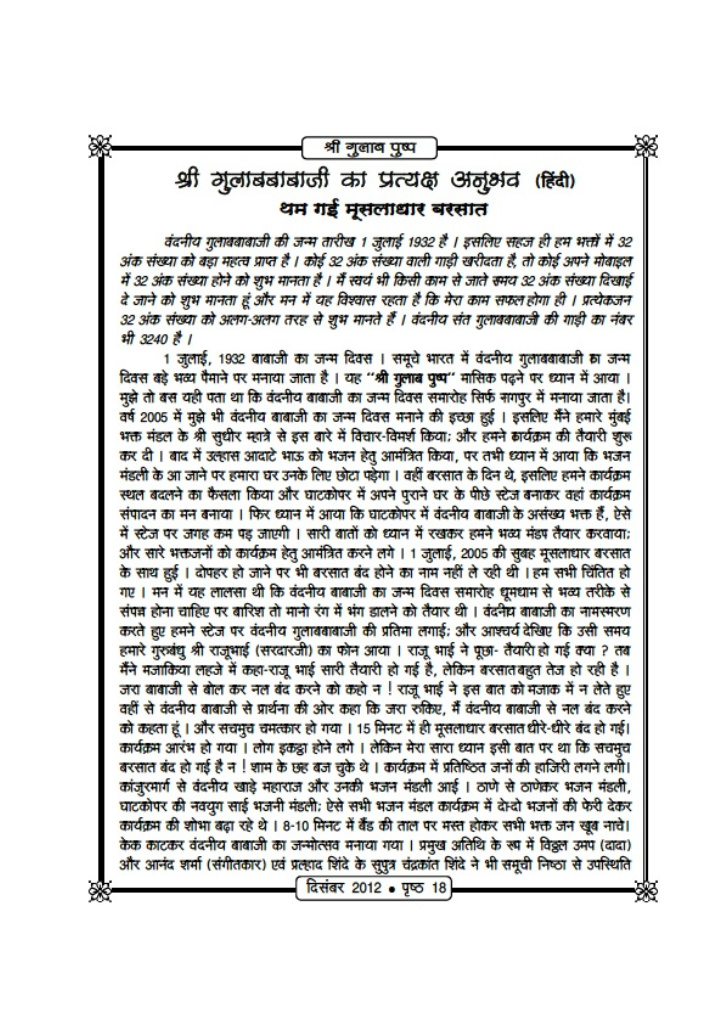 श्री गुलाब पुष्प
श्री गुलाबबाबाजी का प्रत्यक्ष अनुभव (हिंदी)
थम गई मूसलाधार बरसात
वंदनीय गुलाबबाबाजी की जन्म तारीख 1 जुलाई 1932 है । इसलिए सहज ही हम भक्तों में 32
अंक संख्या को बड़ा महत्व प्राप्त है । कोई 32 अंक संख्या वाली गाड़ी खरीदता है, तो कोई अपने मोबाइल
में 32 अंक संख्या होने को शुभ मानता है । मैं स्वयं भी किसी काम से जाते समय 32 अंक संख्या दिखाई
दे जाने को शुभ मानता हूं और मन में यह विश्वास रहता है कि मेरा काम सफल होगा ही । प्रत्येकजन
32 अंक संख्या को अलग-अलग तरह से शुभ मानते हैं । वंदनीय संत गुलाबबाबाजी की गाड़ी का नंबर
भी 3240 है ।
1 जुलाई, 1932 बाबाजी का जन्म दिवस । समूचे भारत में वंदनीय गुलाबबाबाजी का जन्म
दिवस बड़े भव्य पैमाने पर मनाया जाता है । यह ‘‘श्री गुलाब पुष्प’’ मासिक पढ़ने पर ध्यान में आया ।
मुझे तो बस यही पता था कि वंदनीय बाबाजी का जन्म दिवस समारोह सिर्फ नागपुर में मनाया जाता है।
वर्ष 2005 में मुझे भी वंदनीय बाबाजी का जन्म दिवस मनाने की इच्छा हुई । इसलिए मैंने हमारे मुंबई
भक्त मंडल के श्री सुधीर म्हात्रे से इस बारे में विचार-विमर्श किया; और हमने कार्यक्रम की तैयारी शुरू
कर दी । बाद में उल्हास आदाटे भाऊ को भजन हेतु आमंत्रित किया, पर तभी ध्यान में आया कि भजन
मंडली के आ जाने पर हमारा घर उनके लिए छोटा पड़ेगा । वहीं बरसात के दिन थे, इसलिए हमने कार्यक्रम
स्थल बदलने का फैसला किया और घाटकोपर में अपने पुराने घर के पीछे स्टेज बनाकर वहां कार्यक्रम
संपादन का मन बनाया । फिर ध्यान में आया कि घाटकोपर में वंदनीय बाबाजी के असंख्य भक्त हैं, ऐसे
में स्टेज पर जगह कम पड़ जाएगी । सारी बातों को ध्यान में रखकर हमने भव्य मंडप तैयार करवाया;
और सारे भक्तजनों को कार्यक्रम हेतु आमंत्रित करने लगे । 1 जुलाई, 2005 की सुबह मूसलाधार बरसात
के साथ हुई । दोपहर हो जाने पर भी बरसात बंद होने का नाम नहीं ले रही थी । हम सभी चिंतित हो
गए । मन में यह लालसा थी कि वंदनीय बाबाजी का जन्म दिवस समारोह धूमधाम से भव्य तरीके से
संपन्न होना चाहिए पर बारिश तो मानो रंग में भंग डालने को तैयार थी । वंदनीय बाबाजी का नामस्मरण
करते हुए हमने स्टेज पर वंदनीय गुलाबबाबाजी की प्रतिमा लगाई; और आश्चर्य देखिए कि उसी समय
हमारे गुरुबंधु श्री राजूभाई (सरदारजी) का फोन आया । राजू भाई ने पूछा- तैयारी हो गई क्या ? तब
मैंने मजाकिया लहजे में कहा-राजू भाई सारी तैयारी हो गई है, लेकिन बरसात बहुत तेज हो रही है ।
जरा बाबाजी से बोल कर नल बंद करने को कहो न ! राजू भाई ने इस बात को मजाक में न लेते हुए
वहीं से वंदनीय बाबाजी से प्रार्थना की ओर कहा कि जरा रुकिए, मैं वंदनीय बाबाजी से नल बंद करने
को कहता हूं । और सचमुच चमत्कार हो गया । 15 मिनट में ही मूसलाधार बरसात धीरे-धीरे बंद हो गई।
कार्यक्रम आरंभ हो गया । लोग इकट्ठा होने लगे । लेकिन मेरा सारा ध्यान इसी बात पर था कि सचमुच
बरसात बंद हो गई है न ! शाम के छह बज चुके थे । कार्यक्रम में प्रतिष्ठित जनों की हाजिरी लगने लगी।
कांजुरमार्ग से वंदनीय खाड़े महाराज और उनकी भजन मंडली आई । ठाणे से ठाणेकर भजन मंडली,
घाटकोपर की नवयुग साई भजनी मंडली; ऐसे सभी भजन मंडल कार्यक्रम में दो-दो भजनों की फेरी देकर
कार्यक्रम की शोभा बढ़ा रहे थे । 8-10 मिनट में बैंड की ताल पर मस्त होकर सभी भक्त जन खूब नाचे।
केक काटकर वंदनीय बाबाजी का जन्मोत्सव मनाया गया । प्रमुख अतिथि के रूप में विठ्ठल उमप (दादा)
और आनंद शर्मा (संगीतकार) एवं प्रल्हाद शिंदे के सुपुत्र चंद्रकांत शिंदे ने भी समूची निष्ठा से उपस्थिति
दिसंबर 2012 ● पृष्ठ 18